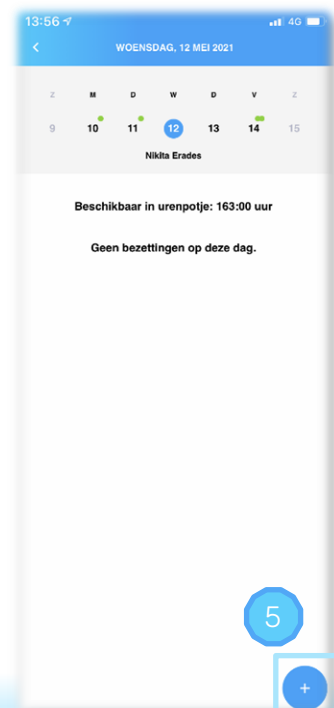 13:56 4G
WOENSDAG, 12 MEI 2021
Z M D W D V Z
9 10 11 12 13 14 15
Nikita Erades
Beschikbaar in urenpotje: 163:00 uur
Geen bezettingen op deze dag.
5
+